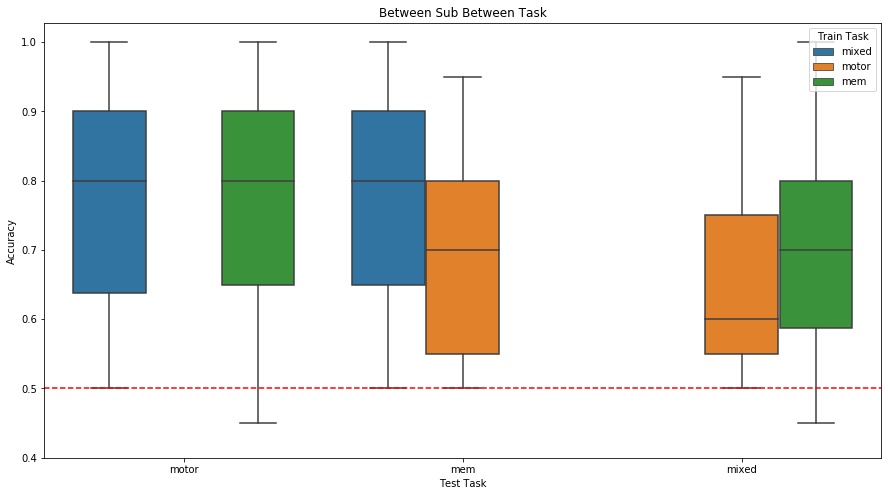 Between Sub Between Task
Train Task
mixed
motor
mem
Accuracy
1.0
0.9
0.8
0.7
0.6
0.5
0.4
motor
mem
mixed
Test Task